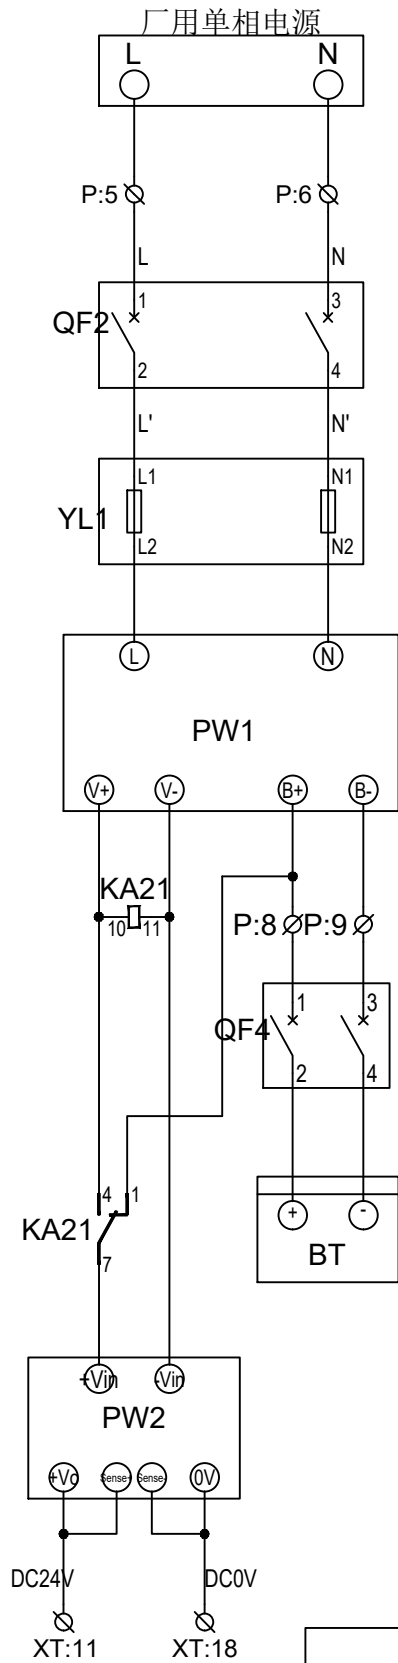 厂用单相电源
L N
P:5 P:6
L N
1 3
QF2
2 4
L' N'
L1 N1
YL1
L2 N2
L N
PW1
V+ V- B+ B-
KA21
10 11
P:8 P:9
1 3
QF4
2 4
4 1
KA21
7
+ -
BT
+Vin -Vin
PW2
+Vo Sense+ Sense- 0V
DC24V DC0V
XT:11 XT:18